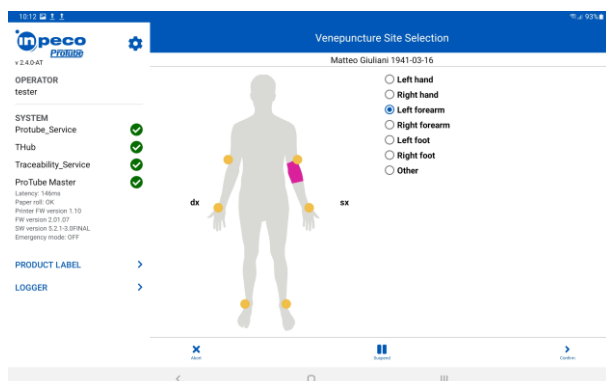 10:12
93%
inpeco
ProTube
v 2.4.0-AT
OPERATOR
tester
SYSTEM
Protube_Service
THub
Traceability_Service
ProTube Master
Latency: 146ms
Paper roll: OK
Printer FW version 1.10
FW version 2.01.07
SW version 5.2.1-3.0FINAL
Emergency mode: OFF
PRODUCT LABEL
LOGGER
Venepuncture Site Selection
Matteo Giuliani 1941-03-16
Left hand
Right hand
Left forearm
Right forearm
Left foot
Right foot
Other
dx
sx
Abort
Suspend
Confirm